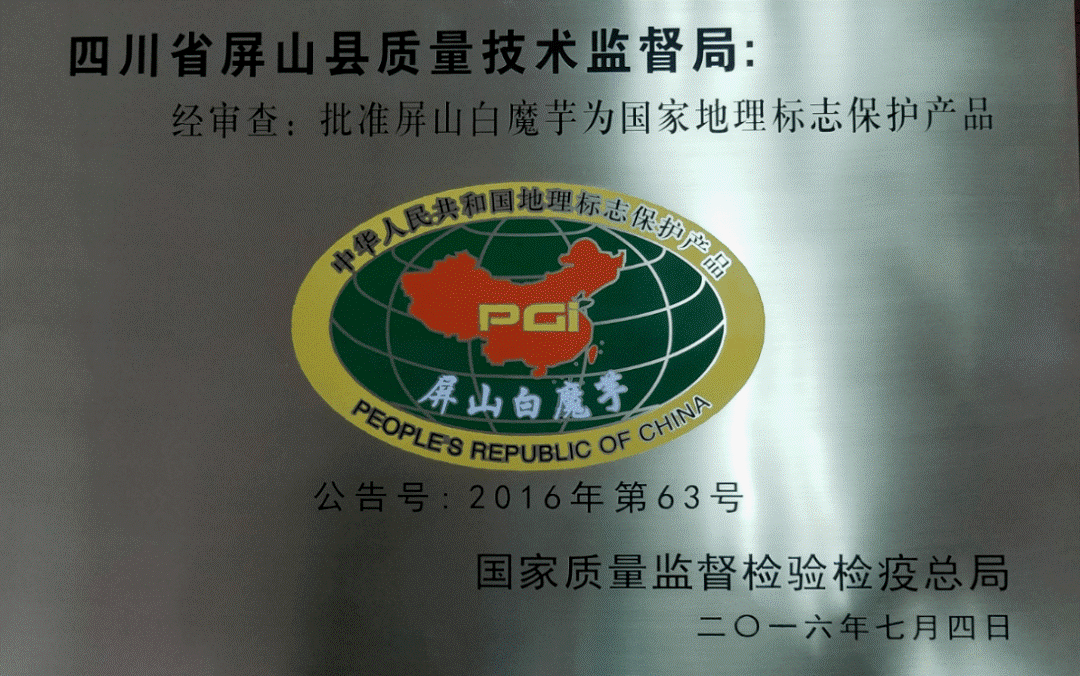 四川省屏山县质量技术监督局:
经审查：批准屏山白魔芋为国家地理标志保护产品
中华人民共和国地理标志保护产品
PGI
屏山白魔芋
PEOPLE'S REPUBLIC OF CHINA
公告号: 2016年第63号
国家质量监督检验检疫总局
二〇一六年七月四日